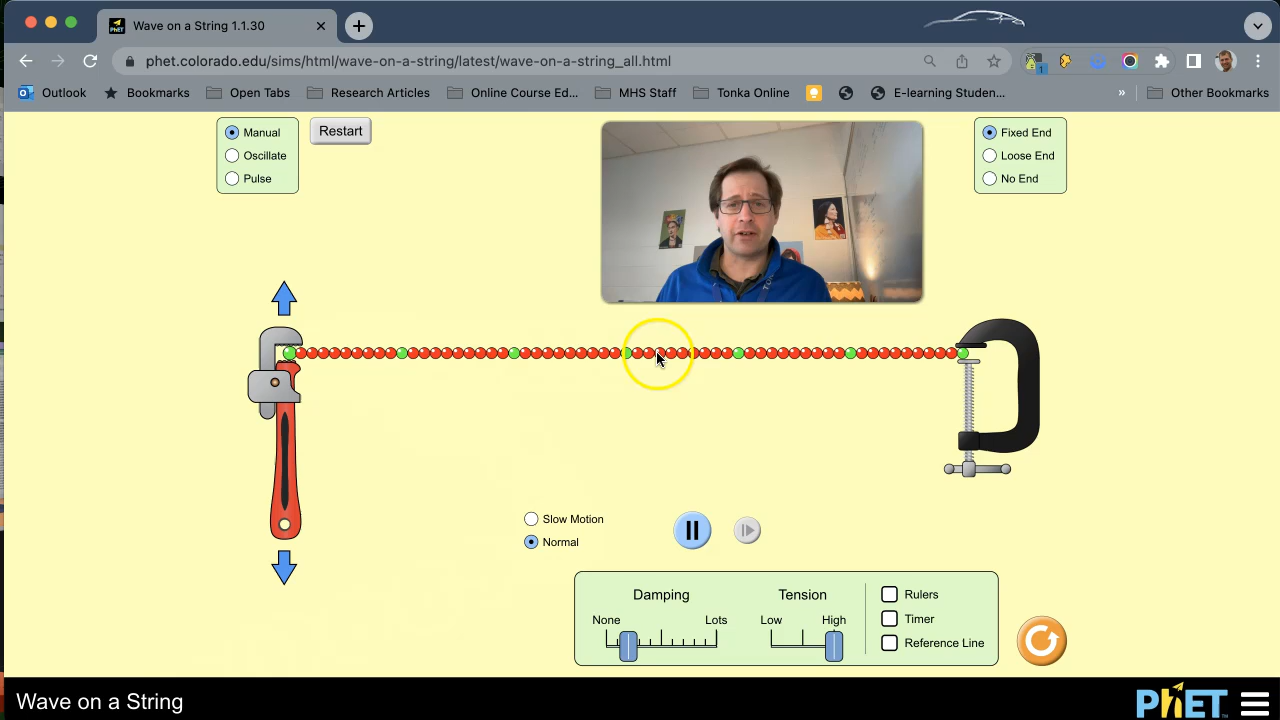 Wave on a String 1.1.30
phet.colorado.edu/sims/html/wave-on-a-string/latest/wave-on-a-string_all.html
1
Outlook Bookmarks Open Tabs Research Articles Online Course Ed... MHS Staff Tonka Online E-learning Studen... » Other Bookmarks
Manual
Oscillate
Pulse
Restart
Fixed End
Loose End
No End
Slow Motion
Normal
Damping
None Lots
Tension
Low High
Rulers
Timer
Reference Line
Wave on a String
PhET